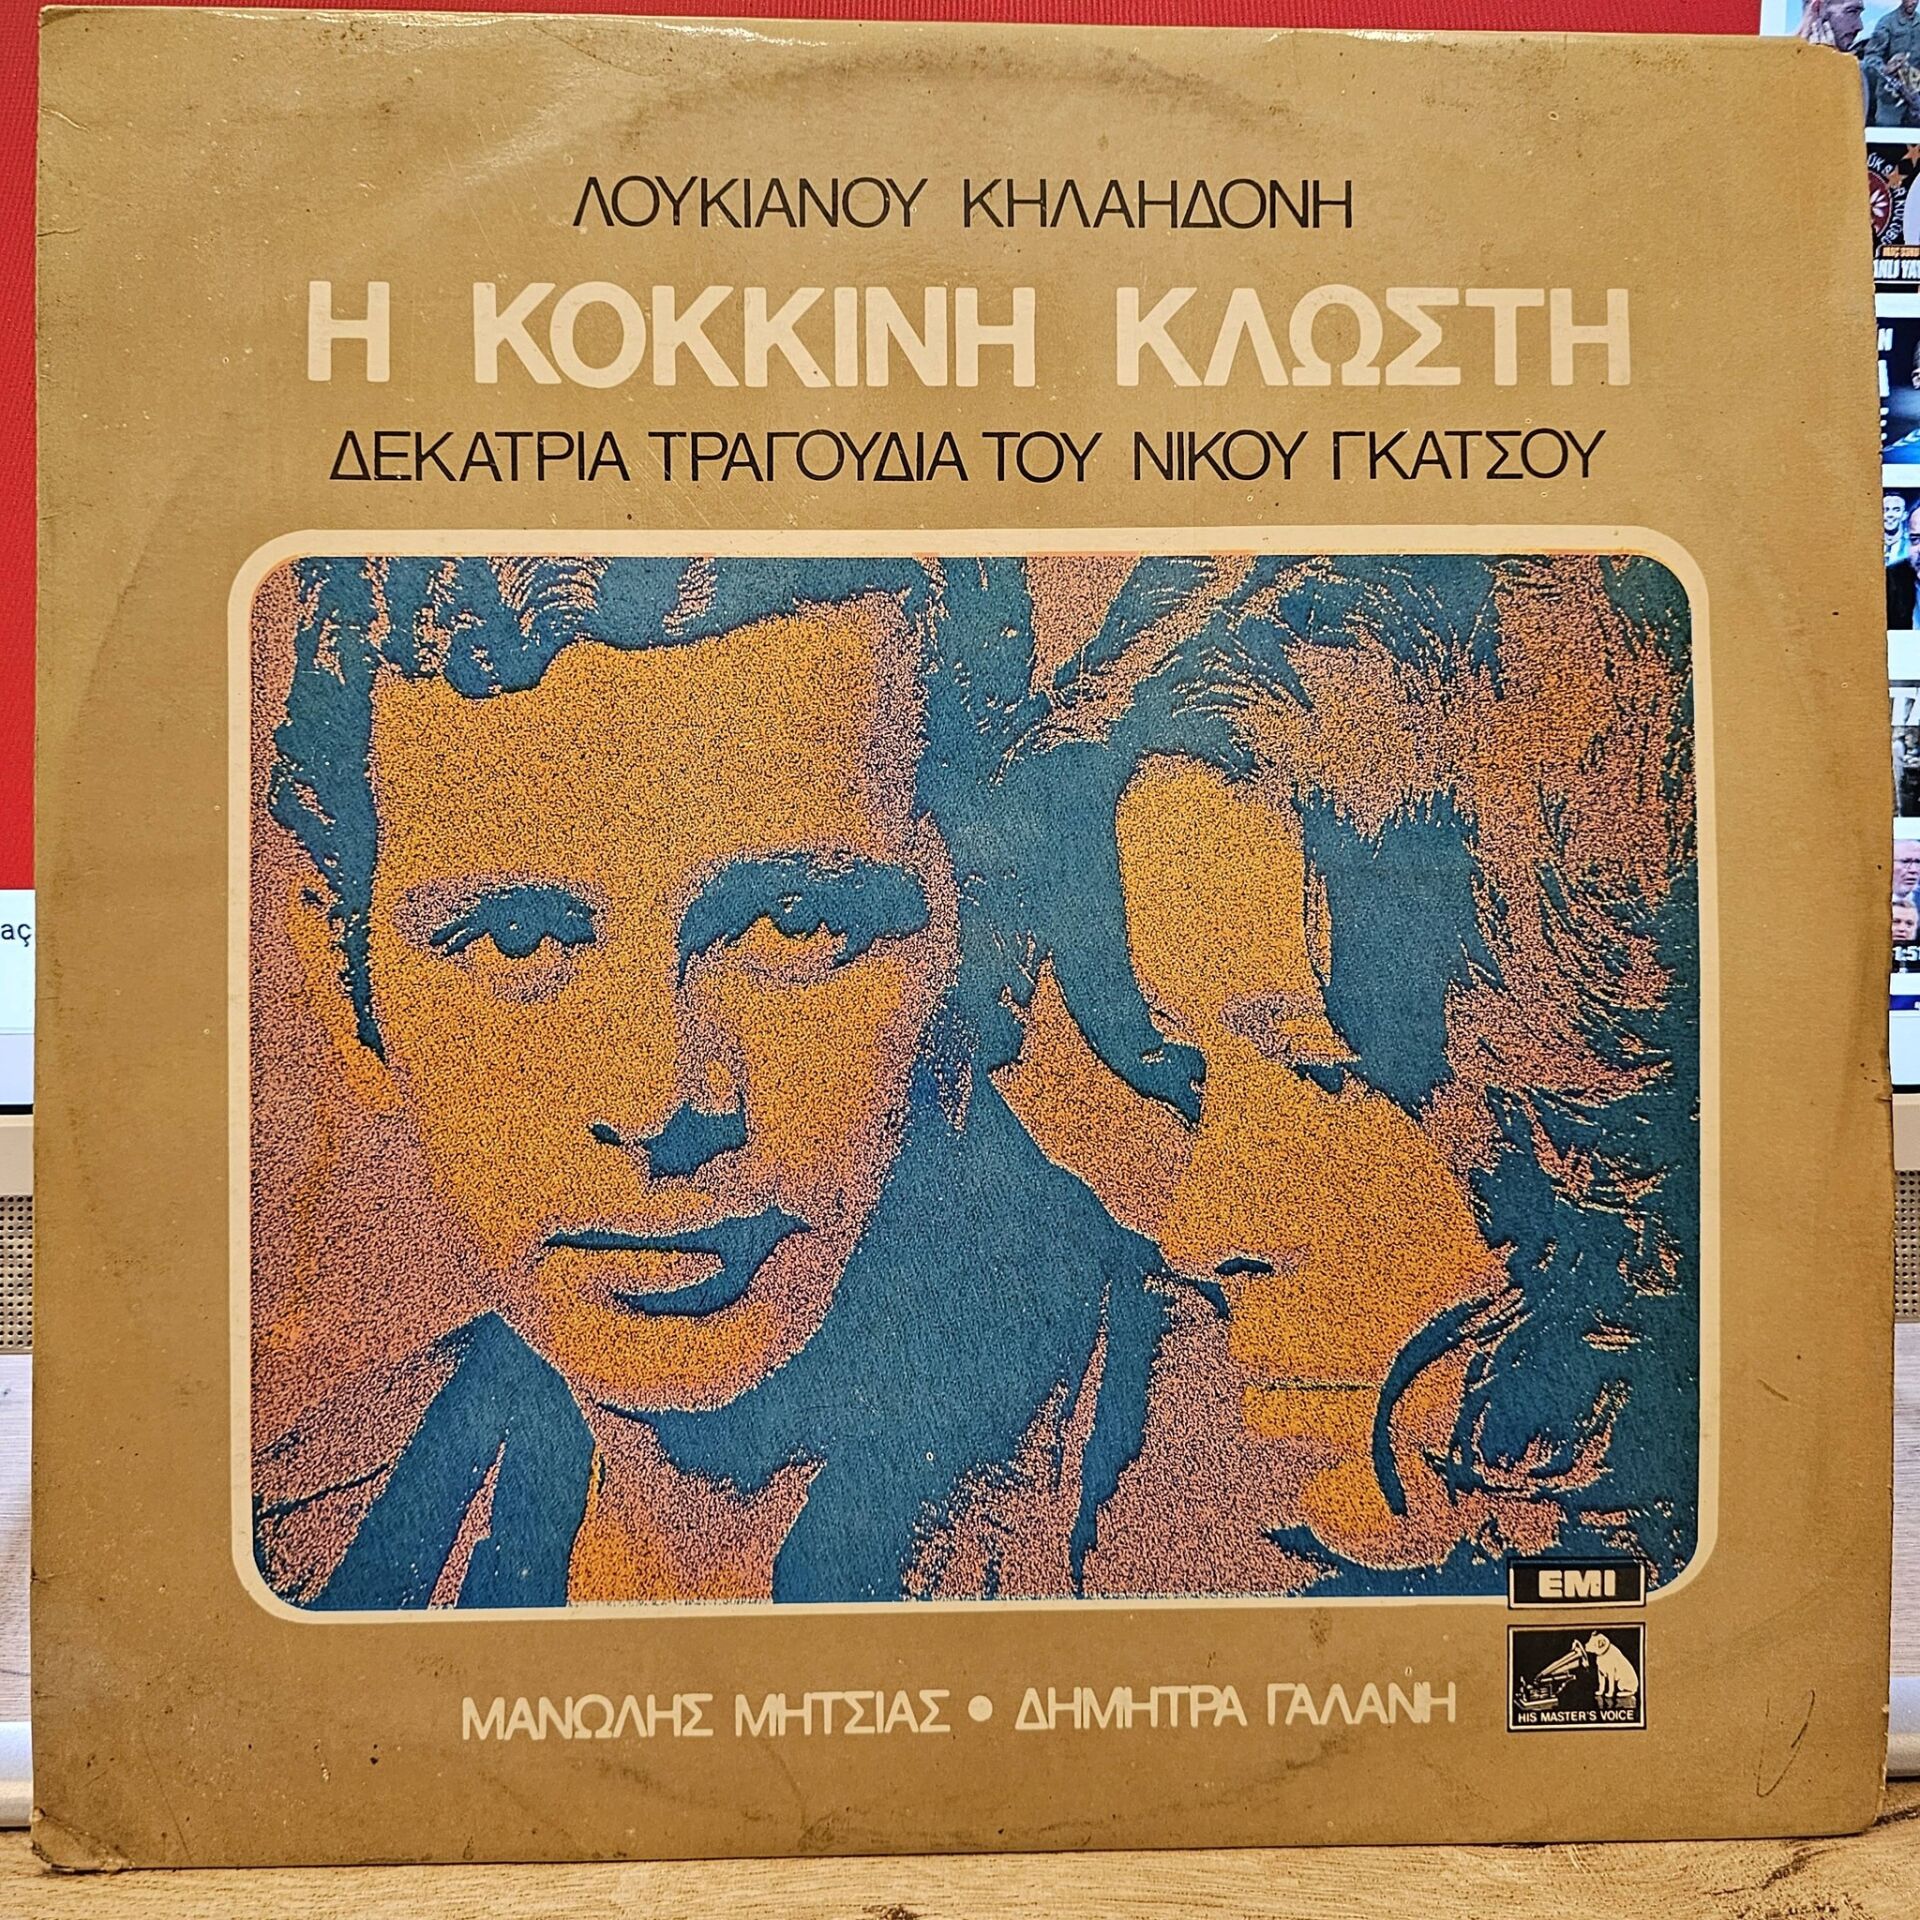 ΛΟΥΚΙΑΝΟΥ ΚΗΛΑΗΔΟΝΗ
Η ΚΟΚΚΙΝΗ ΚΛΩΣΤΗ
ΔΕΚΑΤΡΙΑ ΤΡΑΓΟΥΔΙΑ ΤΟΥ ΝΙΚΟΥ ΓΚΑΤΣΟΥ
EMI
HIS MASTER'S VOICE
ΜΑΝΩΛΗΣ ΜΗΤΣΙΑΣ • ΔΗΜΗΤΡΑ ΓΑΛΑΝΗ